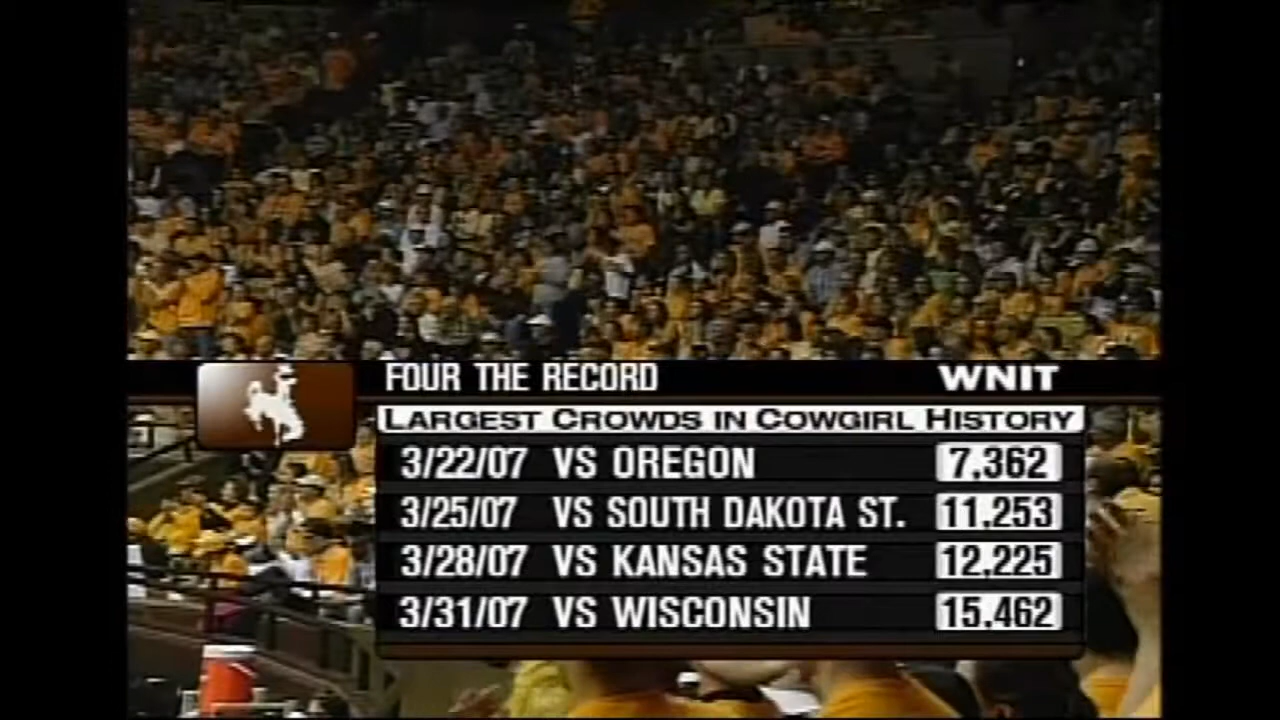 FOUR THE RECORD WNIT
LARGEST CROWDS IN COWGIRL HISTORY
3/22/07 VS OREGON 7,362
3/25/07 VS SOUTH DAKOTA ST. 11,253
3/28/07 VS KANSAS STATE 12,225
3/31/07 VS WISCONSIN 15,462